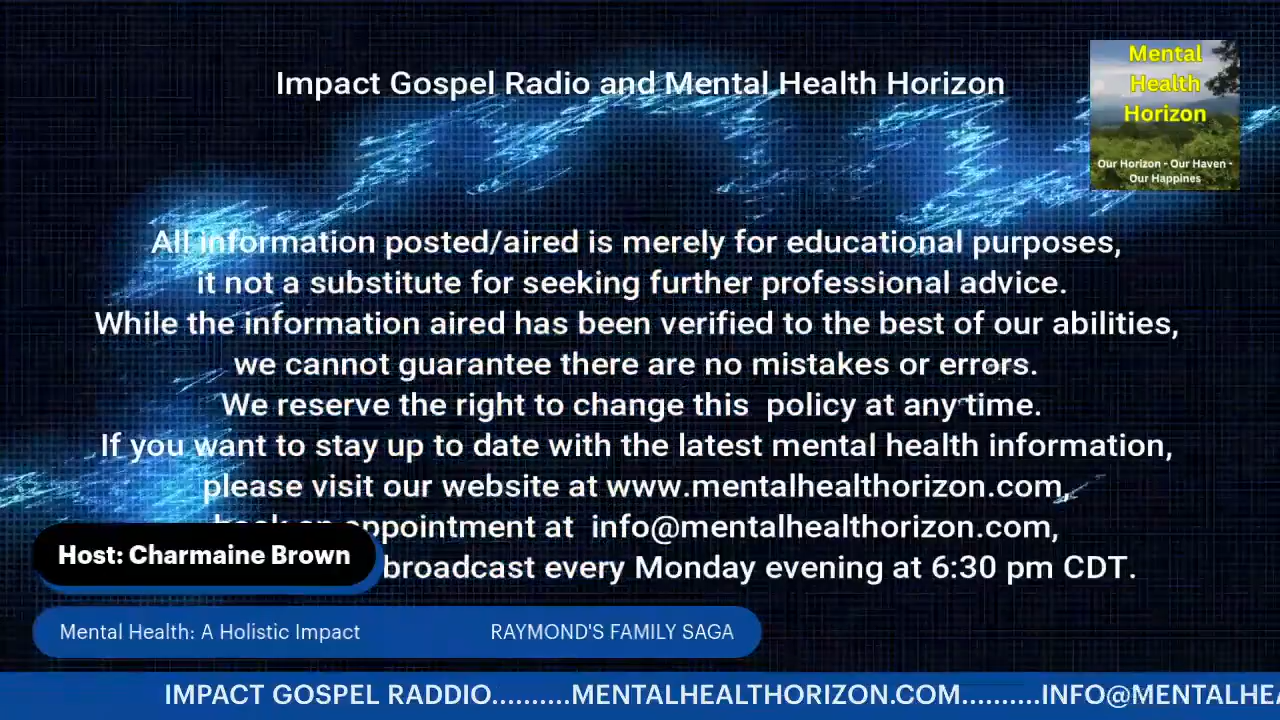 Impact Gospel Radio and Mental Health Horizon
Mental
Health
Horizon
Our Horizon - Our Haven -
Our Happines
All information posted/aired is merely for educational purposes,
it not a substitute for seeking further professional advice.
While the information aired has been verified to the best of our abilities,
we cannot guarantee there are no mistakes or errors.
We reserve the right to change this  policy at any time.
If you want to stay up to date with the latest mental health information,
please visit our website at www.mentalhealthorizon.com,
book an appointment at  info@mentalhealthorizon.com,
broadcast every Monday evening at 6:30 pm CDT.
Host: Charmaine Brown
Mental Health: A Holistic Impact RAYMOND'S FAMILY SAGA
IMPACT GOSPEL RADDIO..........MENTALHEALTHORIZON.COM..........INFO@MENTALHEA